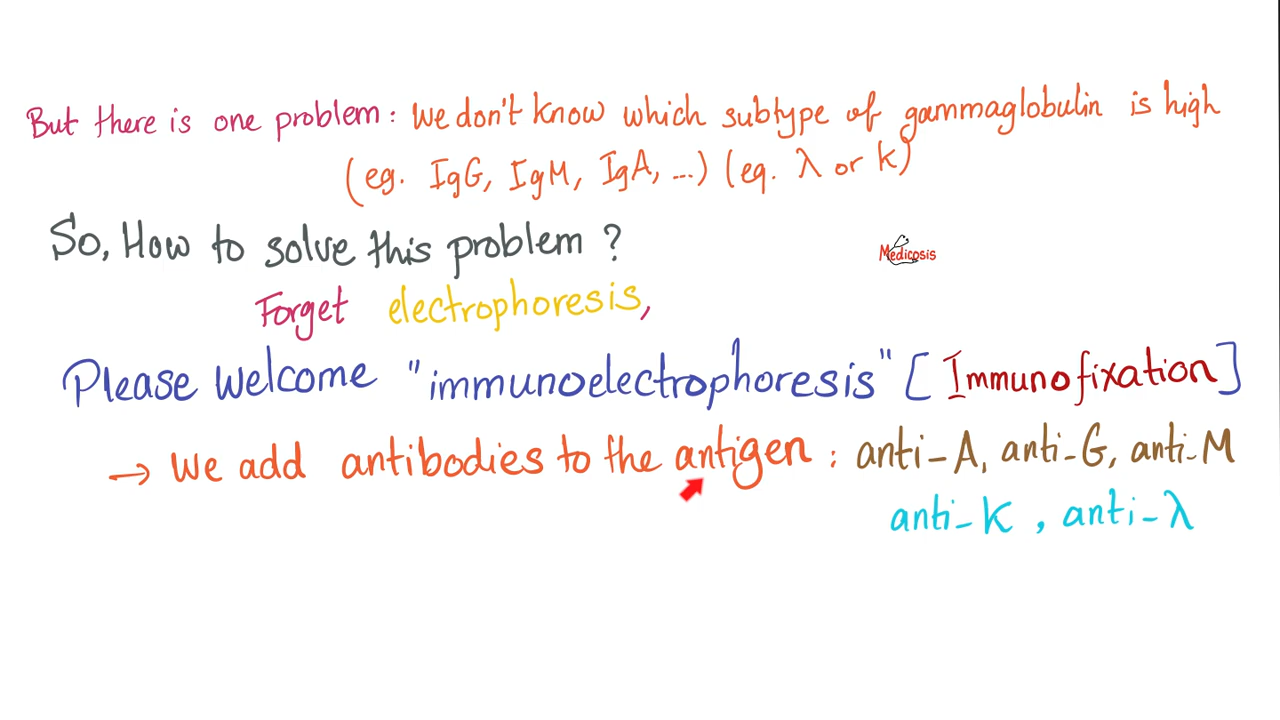 But there is one problem: We don't know which subtype of gammaglobulin is high
(eg. IgG, IgM, IgA, ...) (eg. λ or k)
So, How to solve this problem ?
Medicosis
Forget electrophoresis,
Please welcome "immunoelectrophoresis" [Immunofixation]
→ We add antibodies to the antigen : anti-A, anti-G, anti-M
anti-K, anti-λ